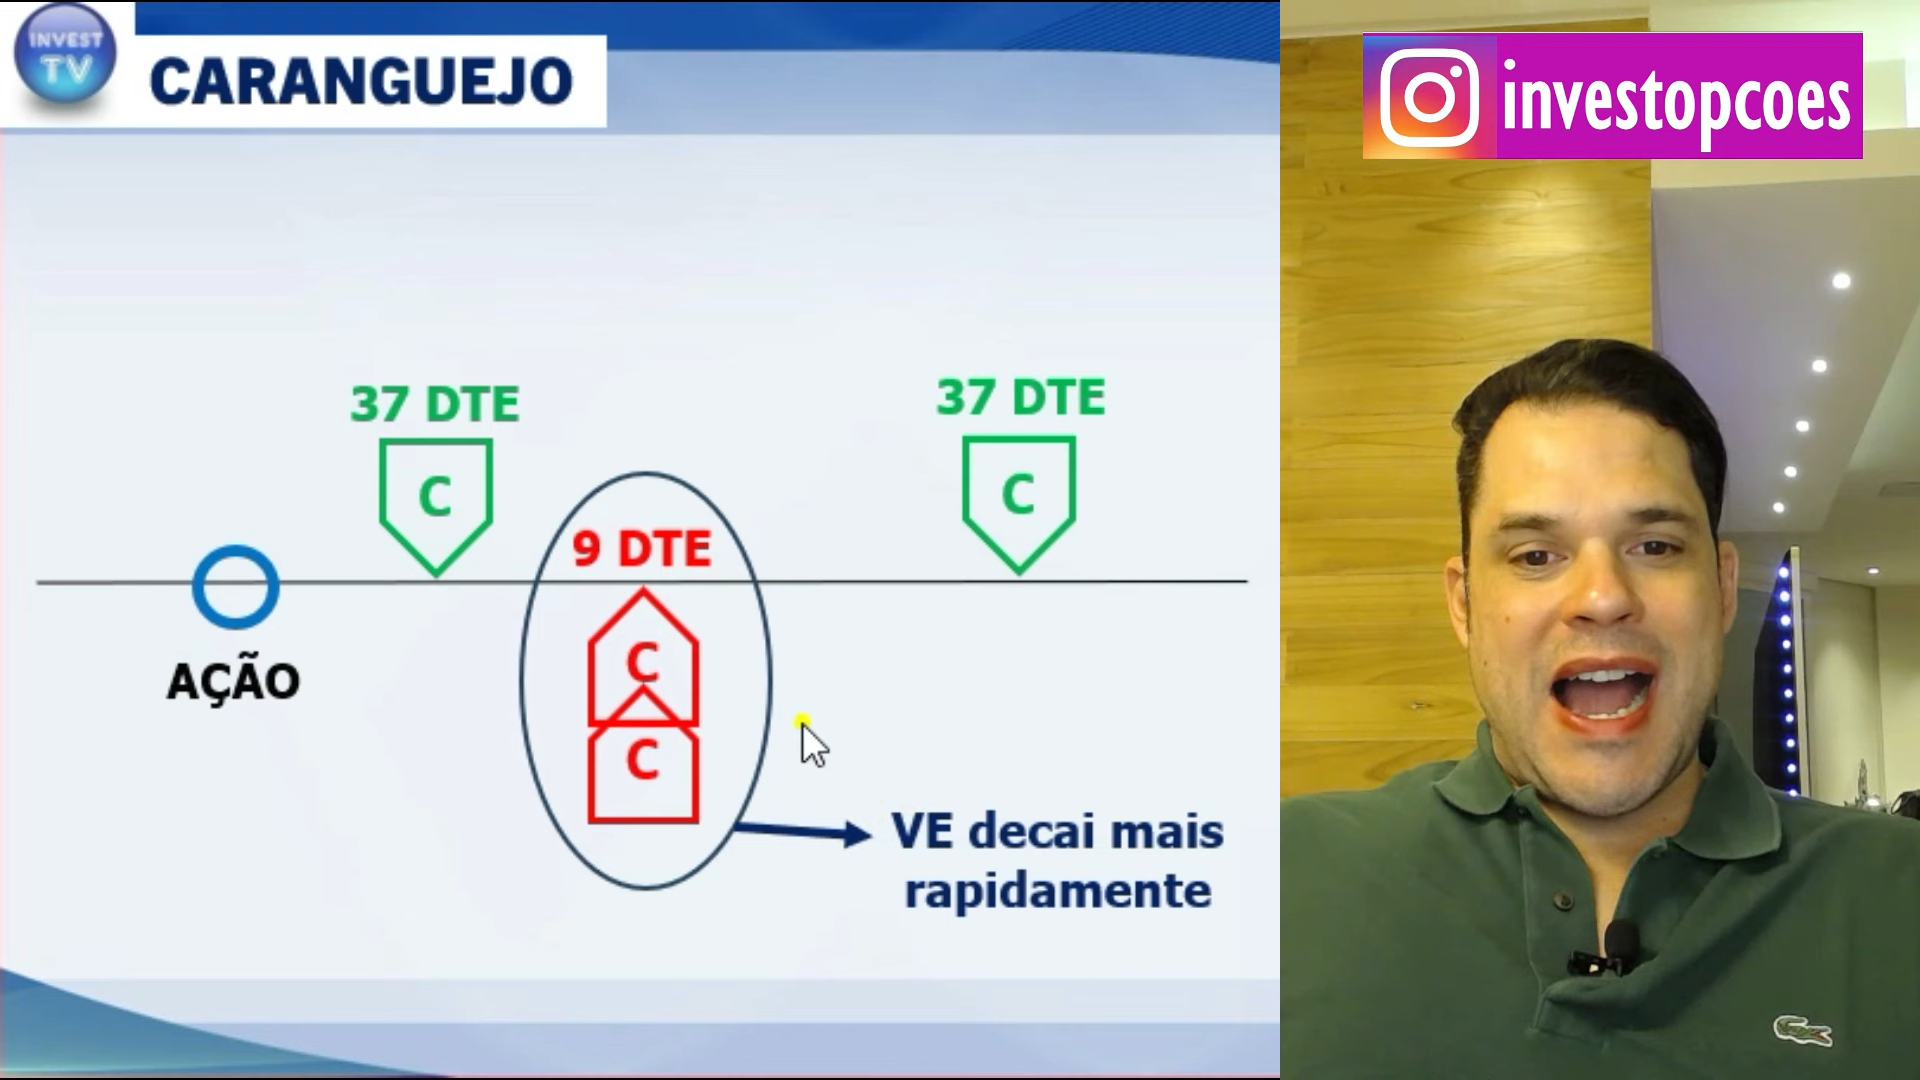 INVEST
TV
CARANGUEJO
investopcoes
37 DTE
C
37 DTE
C
9 DTE
C
C
AÇÃO
VE decai mais
rapidamente